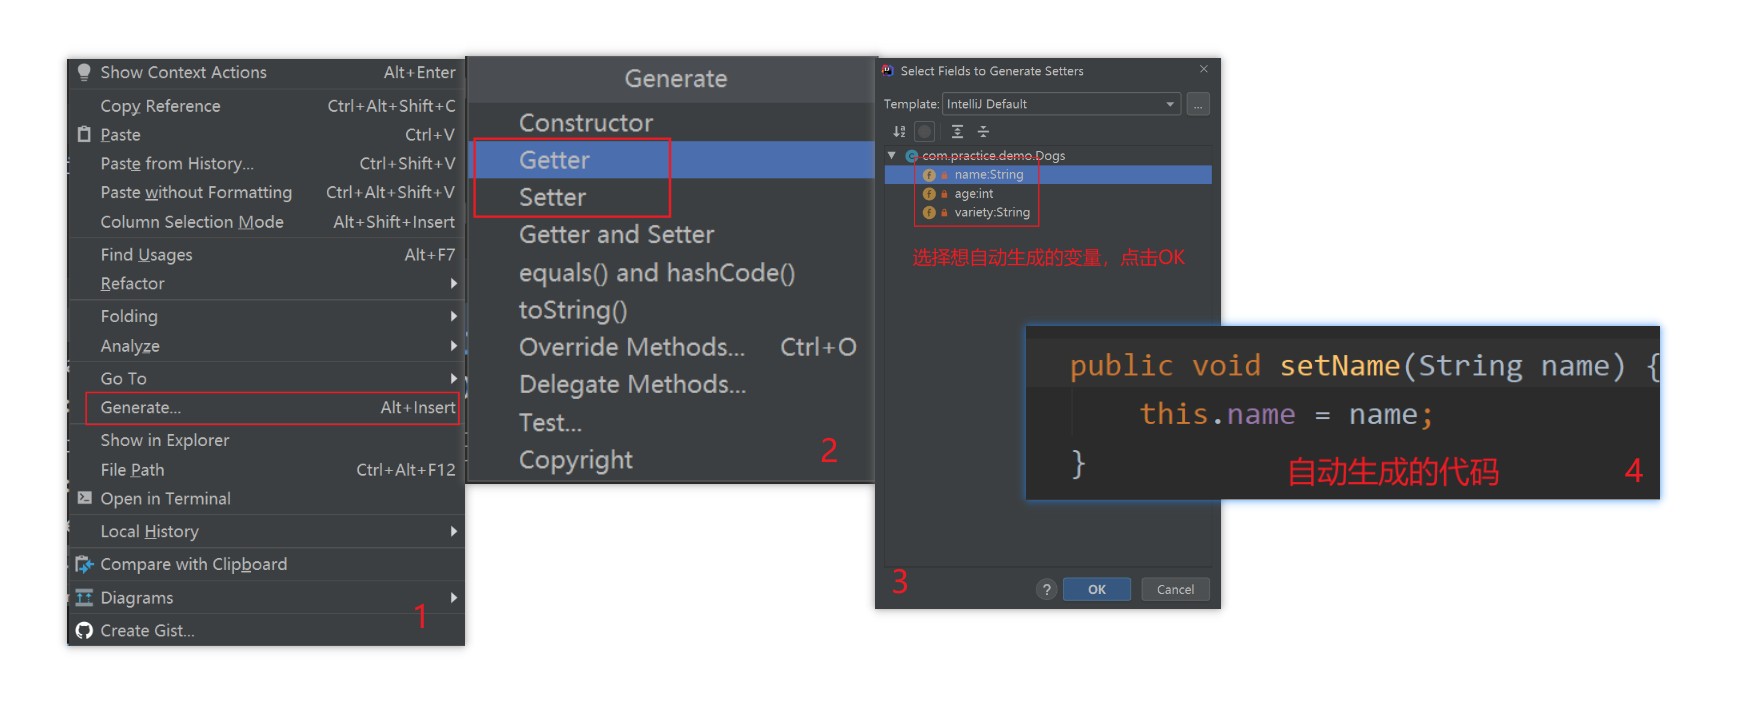 Show Context Actions Alt+Enter
Copy Reference Ctrl+Alt+Shift+C
Paste Ctrl+V
Paste from History... Ctrl+Shift+V
Paste without Formatting Ctrl+Alt+Shift+V
Column Selection Mode Alt+Shift+Insert
Find Usages Alt+F7
Refactor
Folding
Analyze
Go To
Generate... Alt+Insert
Show in Explorer
File Path Ctrl+Alt+F12
Open in Terminal
Local History
Compare with Clipboard
Diagrams
1
Create Gist...
Generate
Constructor
Getter
Setter
Getter and Setter
equals() and hashCode()
toString()
Override Methods... Ctrl+O
Delegate Methods...
Test...
Copyright
2
Select Fields to Generate Setters
Template: IntelliJ Default ...
com.practice.demo.Dogs
name:String
age:int
variety:String
选择想自动生成的变量，点击OK
3
? OK Cancel
public void setName(String name) {
this.name = name;
}
自动生成的代码 4